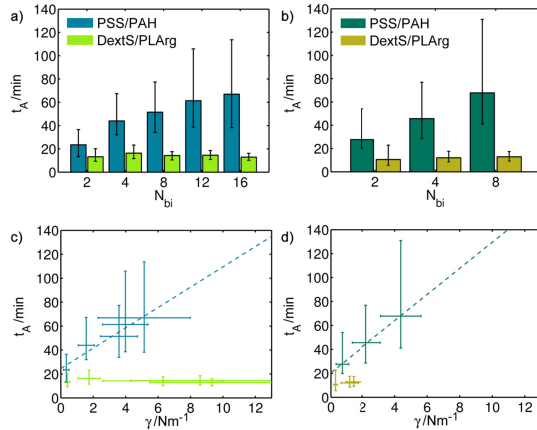 a)
PSS/PAH
DextS/PLArg
t_A/min
140
120
100
80
60
40
20
0
2 4 8 12 16
N_bi
b)
PSS/PAH
DextS/PLArg
t_A/min
140
120
100
80
60
40
20
0
2 4 8
N_bi
c)
t_A/min
140
120
100
80
60
40
20
0
0 2 4 6 8 10 12
γ/Nm⁻¹
d)
t_A/min
140
120
100
80
60
40
20
0
0 2 4 6 8 10 12
γ/Nm⁻¹